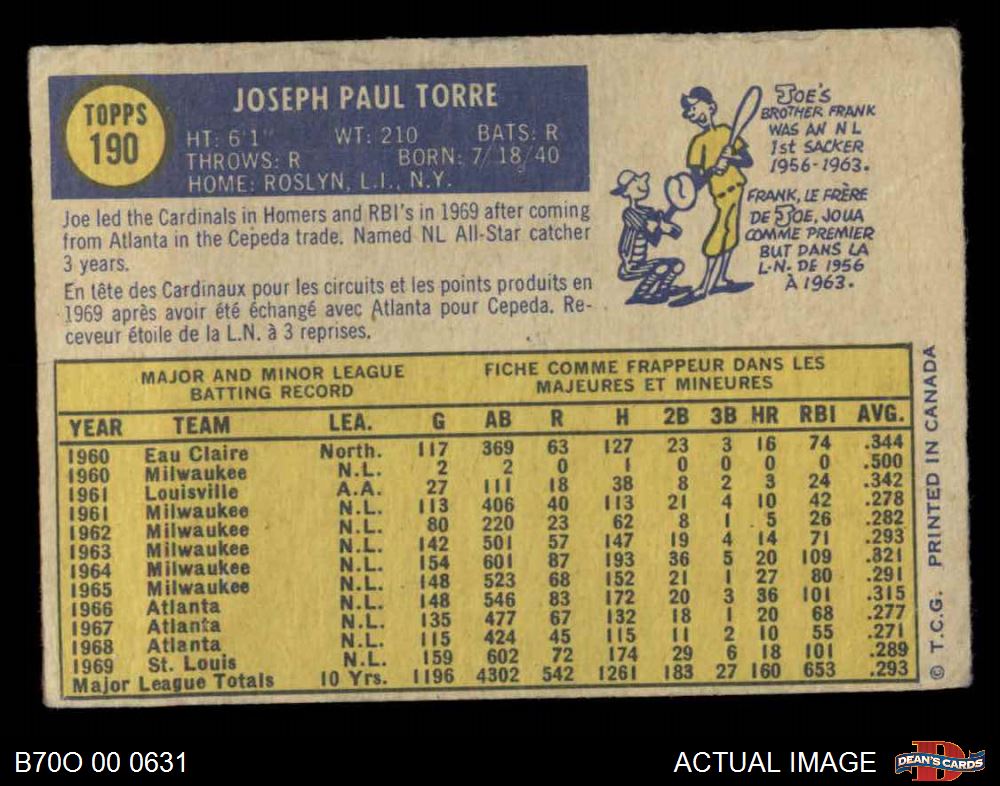 TOPPS
190
JOSEPH PAUL TORRE
HT: 6'1" WT: 210 BATS: R
THROWS: R BORN: 7/18/40
HOME: ROSLYN, L.I., N.Y.
Joe led the Cardinals in Homers and RBI's in 1969 after coming
from Atlanta in the Cepeda trade. Named NL All-Star catcher
3 years.
En tête des Cardinaux pour les circuits et les points produits en
1969 après avoir été échangé avec Atlanta pour Cepeda. Re-
ceveur étoile de la L.N. à 3 reprises.
JOE'S
BROTHER FRANK
WAS AN NL
1st SACKER
1956-1963.
FRANK, LE FRÈRE
DE JOE, JOUA
COMME PREMIER
BUT DANS LA
L.N. DE 1956
À 1963.
MAJOR AND MINOR LEAGUE
BATTING RECORD
FICHE COMME FRAPPEUR DANS LES
MAJEURES ET MINEURES
YEAR TEAM LEA. G AB R H 2B 3B HR RBI AVG.
1960 Eau Claire North. 117 369 63 127 23 3 16 74 .344
1960 Milwaukee N.L. 2 2 0 1 0 0 0 0 .500
1961 Louisville A.A. 27 111 18 38 8 2 3 24 .342
1961 Milwaukee N.L. 113 406 40 113 21 4 10 42 .278
1962 Milwaukee N.L. 80 220 23 62 8 1 5 26 .282
1963 Milwaukee N.L. 142 501 57 147 19 4 14 71 .293
1964 Milwaukee N.L. 154 601 87 193 36 5 20 109 .321
1965 Milwaukee N.L. 148 523 68 152 21 1 27 80 .291
1966 Atlanta N.L. 148 546 83 172 20 3 36 101 .315
1967 Atlanta N.L. 135 477 67 132 18 1 20 68 .277
1968 Atlanta N.L. 115 424 45 115 11 2 10 55 .271
1969 St. Louis N.L. 159 602 72 174 29 6 18 101 .289
Major League Totals 10 Yrs. 1196 4302 542 1261 183 27 160 653 .293
© T.C.G. PRINTED IN CANADA
B70O 00 0631
ACTUAL IMAGE
D
DEAN'S CARDS